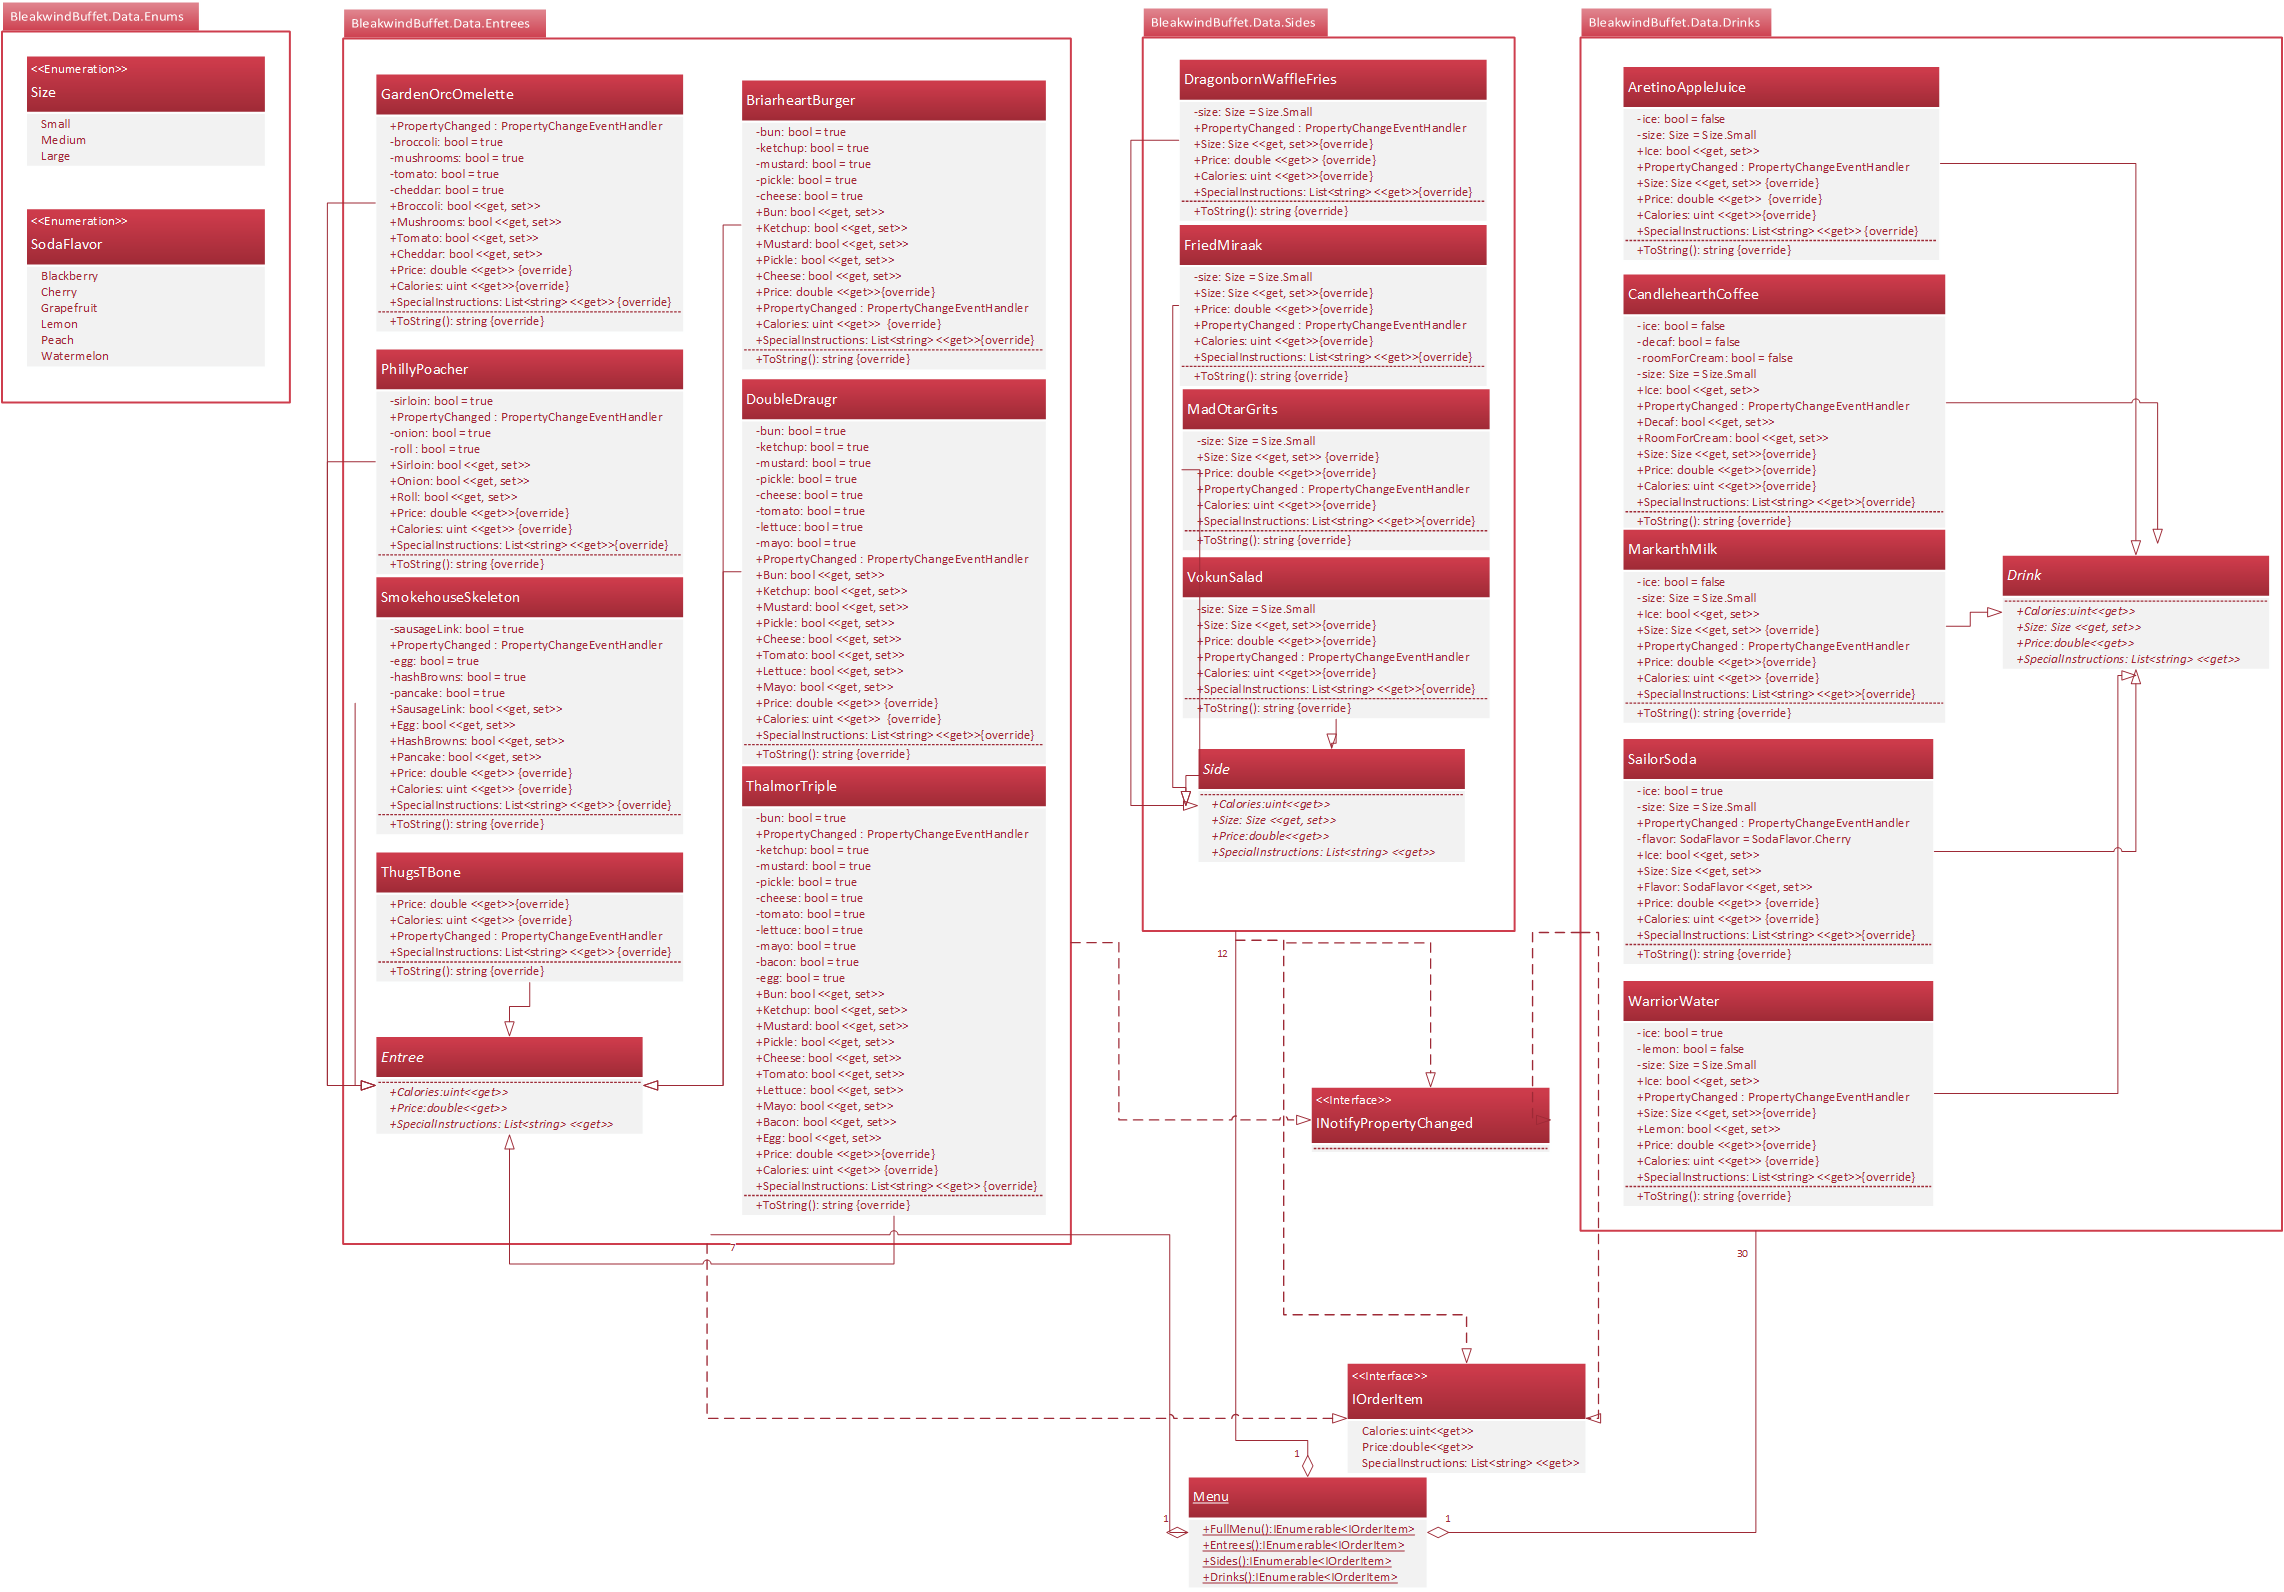 BleakwindBuffet.Data.Enums
<<Enumeration>>
Size
Small
Medium
Large
<<Enumeration>>
SodaFlavor
Blackberry
Cherry
Grapefruit
Lemon
Peach
Watermelon
BleakwindBuffet.Data.Entrees
GardenOrcOmelette
+PropertyChanged : PropertyChangeEventHandler
-broccoli: bool = true
-mushrooms: bool = true
-tomato: bool = true
-cheddar: bool = true
+Broccoli: bool <<get, set>>
+Mushrooms: bool <<get, set>>
+Tomato: bool <<get, set>>
+Cheddar: bool <<get, set>>
+Price: double <<get>> {override}
+Calories: uint <<get>> {override}
+SpecialInstructions: List<string> <<get>> {override}
+ToString(): string {override}
PhillyPoacher
-sirloin: bool = true
+PropertyChanged : PropertyChangeEventHandler
-onion: bool = true
-roll : bool = true
+Sirloin: bool <<get, set>>
+Onion: bool <<get, set>>
+Roll: bool <<get, set>>
+Price: double <<get>>{override}
+Calories: uint <<get>> {override}
+SpecialInstructions: List<string> <<get>>{override}
+ToString(): string {override}
SmokehouseSkeleton
-sausageLink: bool = true
+PropertyChanged : PropertyChangeEventHandler
-egg: bool = true
-hashBrowns: bool = true
-pancake: bool = true
+SausageLink: bool <<get, set>>
+Egg: bool <<get, set>>
+HashBrowns: bool <<get, set>>
+Pancake: bool <<get, set>>
+Price: double <<get>> {override}
+Calories: uint <<get>> {override}
+SpecialInstructions: List<string> <<get>> {override}
+ToString(): string {override}
ThugsTBone
+Price: double <<get>>{override}
+Calories: uint <<get>> {override}
+PropertyChanged : PropertyChangeEventHandler
+SpecialInstructions: List<string> <<get>> {override}
+ToString(): string {override}
Entree
+Calories:uint<<get>>
+Price:double<<get>>
+SpecialInstructions: List<string> <<get>>
BriarheartBurger
-bun: bool = true
-ketchup: bool = true
-mustard: bool = true
-pickle: bool = true
-cheese: bool = true
+Bun: bool <<get, set>>
+Ketchup: bool <<get, set>>
+Mustard: bool <<get, set>>
+Pickle: bool <<get, set>>
+Cheese: bool <<get, set>>
+Price: double <<get>>{override}
+PropertyChanged : PropertyChangeEventHandler
+Calories: uint <<get>> {override}
+SpecialInstructions: List<string> <<get>>{override}
+ToString(): string {override}
DoubleDraugr
-bun: bool = true
-ketchup: bool = true
-mustard: bool = true
-pickle: bool = true
-cheese: bool = true
-tomato: bool = true
-lettuce: bool = true
-mayo: bool = true
+PropertyChanged : PropertyChangeEventHandler
+Bun: bool <<get, set>>
+Ketchup: bool <<get, set>>
+Mustard: bool <<get, set>>
+Pickle: bool <<get, set>>
+Cheese: bool <<get, set>>
+Tomato: bool <<get, set>>
+Lettuce: bool <<get, set>>
+Mayo: bool <<get, set>>
+Price: double <<get>> {override}
+Calories: uint <<get>> {override}
+SpecialInstructions: List<string> <<get>>{override}
+ToString(): string {override}
ThalmorTriple
-bun: bool = true
+PropertyChanged : PropertyChangeEventHandler
-ketchup: bool = true
-mustard: bool = true
-pickle: bool = true
-cheese: bool = true
-tomato: bool = true
-lettuce: bool = true
-mayo: bool = true
-bacon: bool = true
-egg: bool = true
+Bun: bool <<get, set>>
+Ketchup: bool <<get, set>>
+Mustard: bool <<get, set>>
+Pickle: bool <<get, set>>
+Cheese: bool <<get, set>>
+Tomato: bool <<get, set>>
+Lettuce: bool <<get, set>>
+Mayo: bool <<get, set>>
+Bacon: bool <<get, set>>
+Egg: bool <<get, set>>
+Price: double <<get>>{override}
+Calories: uint <<get>> {override}
+SpecialInstructions: List<string> <<get>> {override}
+ToString(): string {override}
7
BleakwindBuffet.Data.Sides
DragonbornWaffleFries
-size: Size = Size.Small
+PropertyChanged : PropertyChangeEventHandler
+Size: Size <<get, set>>{override}
+Price: double <<get>> {override}
+Calories: uint <<get>>{override}
+SpecialInstructions: List<string> <<get>>{override}
+ToString(): string {override}
FriedMiraak
-size: Size = Size.Small
+Size: Size <<get, set>>{override}
+Price: double <<get>>{override}
+PropertyChanged : PropertyChangeEventHandler
+Calories: uint <<get>>{override}
+SpecialInstructions: List<string> <<get>>{override}
+ToString(): string {override}
MadOtarGrits
-size: Size = Size.Small
+Size: Size <<get, set>> {override}
+Price: double <<get>>{override}
+PropertyChanged : PropertyChangeEventHandler
+Calories: uint <<get>>{override}
+SpecialInstructions: List<string> <<get>>{override}
+ToString(): string {override}
VokunSalad
-size: Size = Size.Small
+Size: Size <<get, set>>{override}
+Price: double <<get>>{override}
+PropertyChanged : PropertyChangeEventHandler
+Calories: uint <<get>>{override}
+SpecialInstructions: List<string> <<get>>{override}
+ToString(): string {override}
Side
+Calories:uint<<get>>
+Size: Size <<get, set>>
+Price:double<<get>>
+SpecialInstructions: List<string> <<get>>
12
BleakwindBuffet.Data.Drinks
AretinoAppleJuice
-ice: bool = false
-size: Size = Size.Small
+Ice: bool <<get, set>>
+PropertyChanged : PropertyChangeEventHandler
+Size: Size <<get, set>> {override}
+Price: double <<get>> {override}
+Calories: uint <<get>>{override}
+SpecialInstructions: List<string> <<get>> {override}
+ToString(): string {override}
CandlehearthCoffee
-ice: bool = false
-decaf: bool = false
-roomForCream: bool = false
-size: Size = Size.Small
+Ice: bool <<get, set>>
+PropertyChanged : PropertyChangeEventHandler
+Decaf: bool <<get, set>>
+RoomForCream: bool <<get, set>>
+Size: Size <<get, set>>{override}
+Price: double <<get>>{override}
+Calories: uint <<get>>{override}
+SpecialInstructions: List<string> <<get>>{override}
+ToString(): string {override}
MarkarthMilk
-ice: bool = false
-size: Size = Size.Small
+Ice: bool <<get, set>>
+Size: Size <<get, set>> {override}
+PropertyChanged : PropertyChangeEventHandler
+Price: double <<get>>{override}
+Calories: uint <<get>> {override}
+SpecialInstructions: List<string> <<get>>{override}
+ToString(): string {override}
SailorSoda
-ice: bool = true
-size: Size = Size.Small
+PropertyChanged : PropertyChangeEventHandler
-flavor: SodaFlavor = SodaFlavor.Cherry
+Ice: bool <<get, set>>
+Size: Size <<get, set>>
+Flavor: SodaFlavor <<get, set>>
+Price: double <<get>> {override}
+Calories: uint <<get>> {override}
+SpecialInstructions: List<string> <<get>>{override}
+ToString(): string {override}
WarriorWater
-ice: bool = true
-lemon: bool = false
-size: Size = Size.Small
+Ice: bool <<get, set>>
+PropertyChanged : PropertyChangeEventHandler
+Size: Size <<get, set>>{override}
+Lemon: bool <<get, set>>
+Price: double <<get>>{override}
+Calories: uint <<get>> {override}
+SpecialInstructions: List<string> <<get>>{override}
+ToString(): string {override}
Drink
+Calories:uint<<get>>
+Size: Size <<get, set>>
+Price:double<<get>>
+SpecialInstructions: List<string> <<get>>
30
<<Interface>>
INotifyPropertyChanged
<<Interface>>
IOrderItem
Calories:uint<<get>>
Price:double<<get>>
SpecialInstructions: List<string> <<get>>
1
1
1
Menu
+FullMenu():IEnumerable<IOrderItem>
+Entrees():IEnumerable<IOrderItem>
+Sides():IEnumerable<IOrderItem>
+Drinks():IEnumerable<IOrderItem>